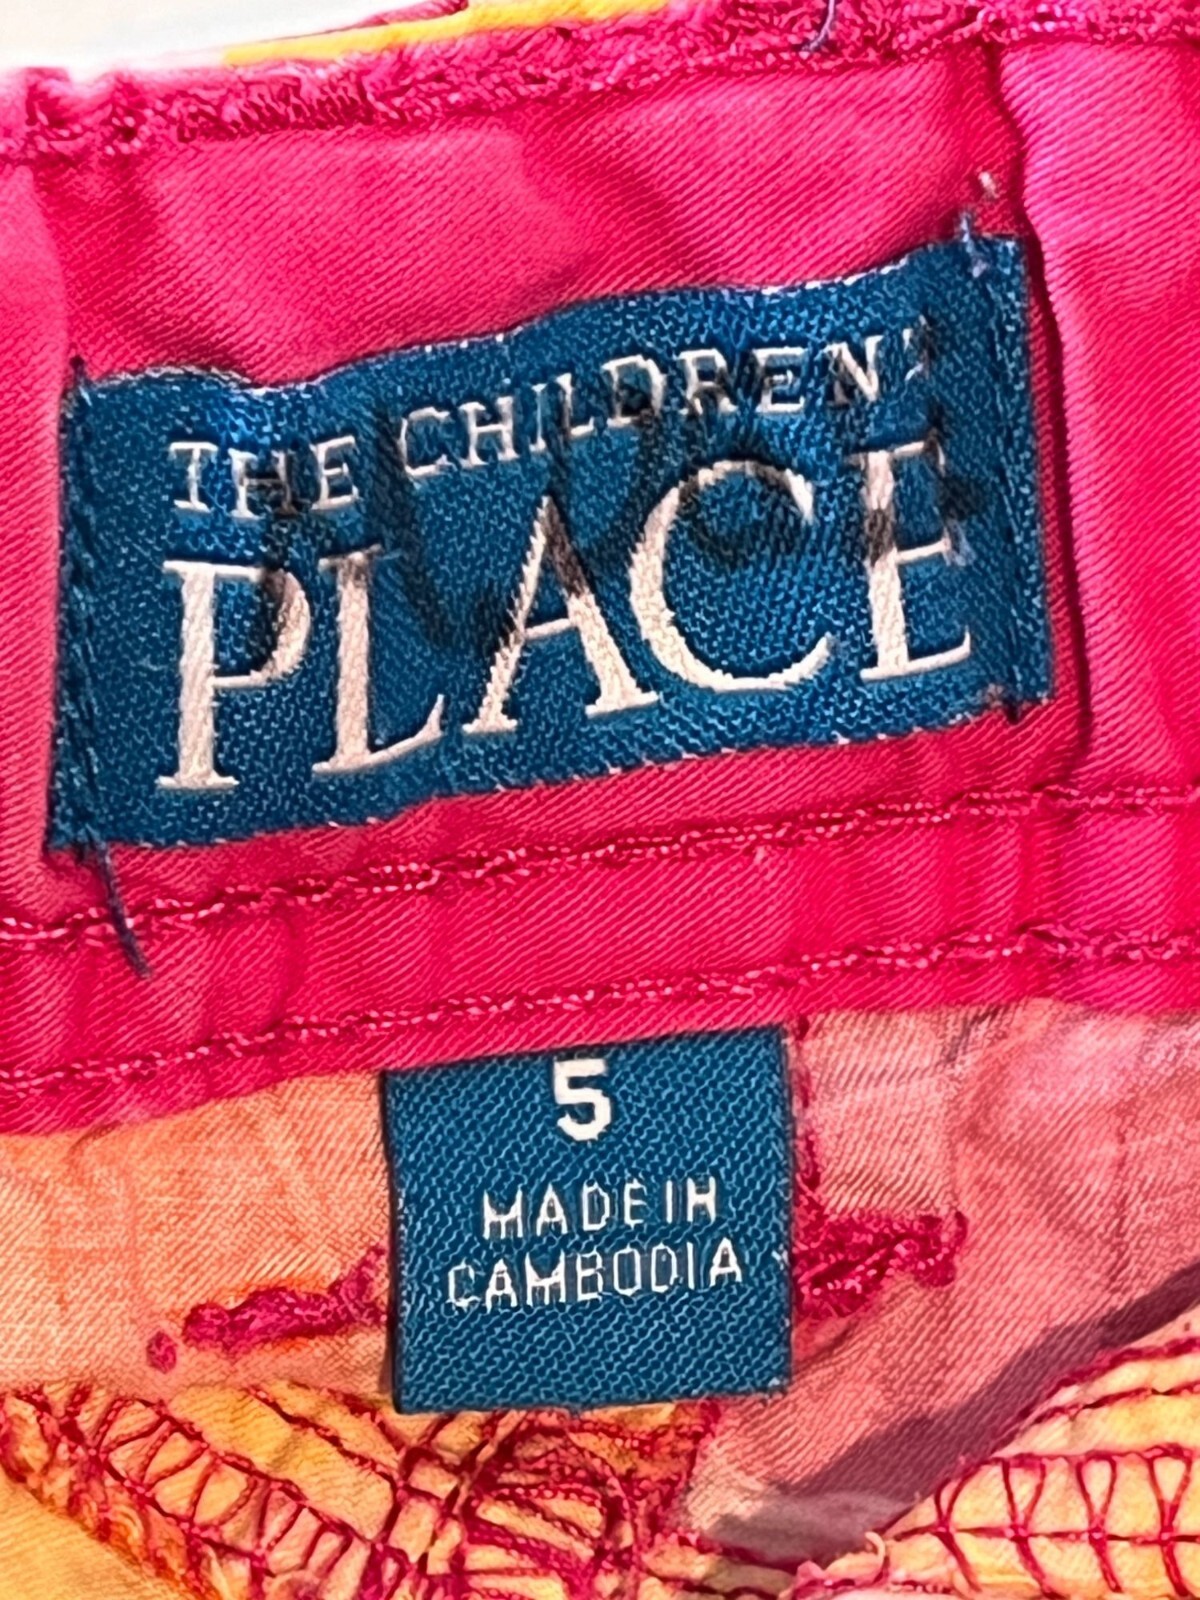 THE CHILDREN'
PLACE
5
MADE IN
CAMBODIA